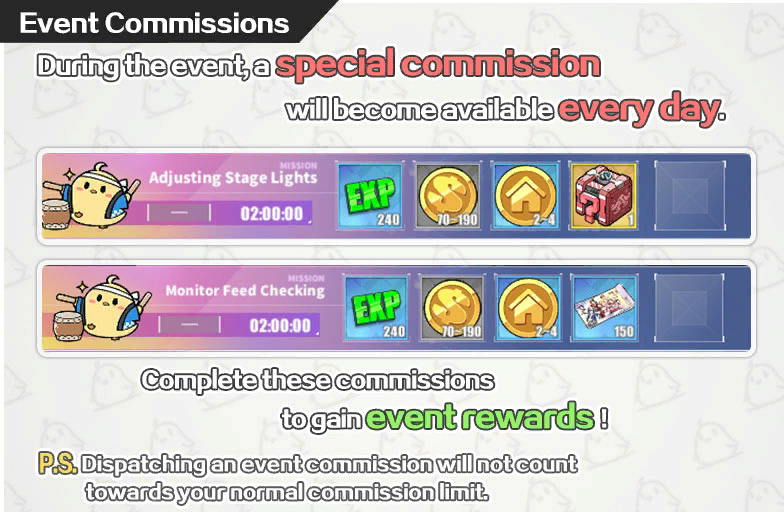 Event Commissions
During the event, a special commission
will become available every day.
MISSION
Adjusting Stage Lights
02:00:00
EXP
240
70~190
2~4
1
MISSION
Monitor Feed Checking
02:00:00
EXP
240
70~190
2~4
150
Complete these commissions
to gain event rewards !
P.S. Dispatching an event commission will not count
towards your normal commission limit.